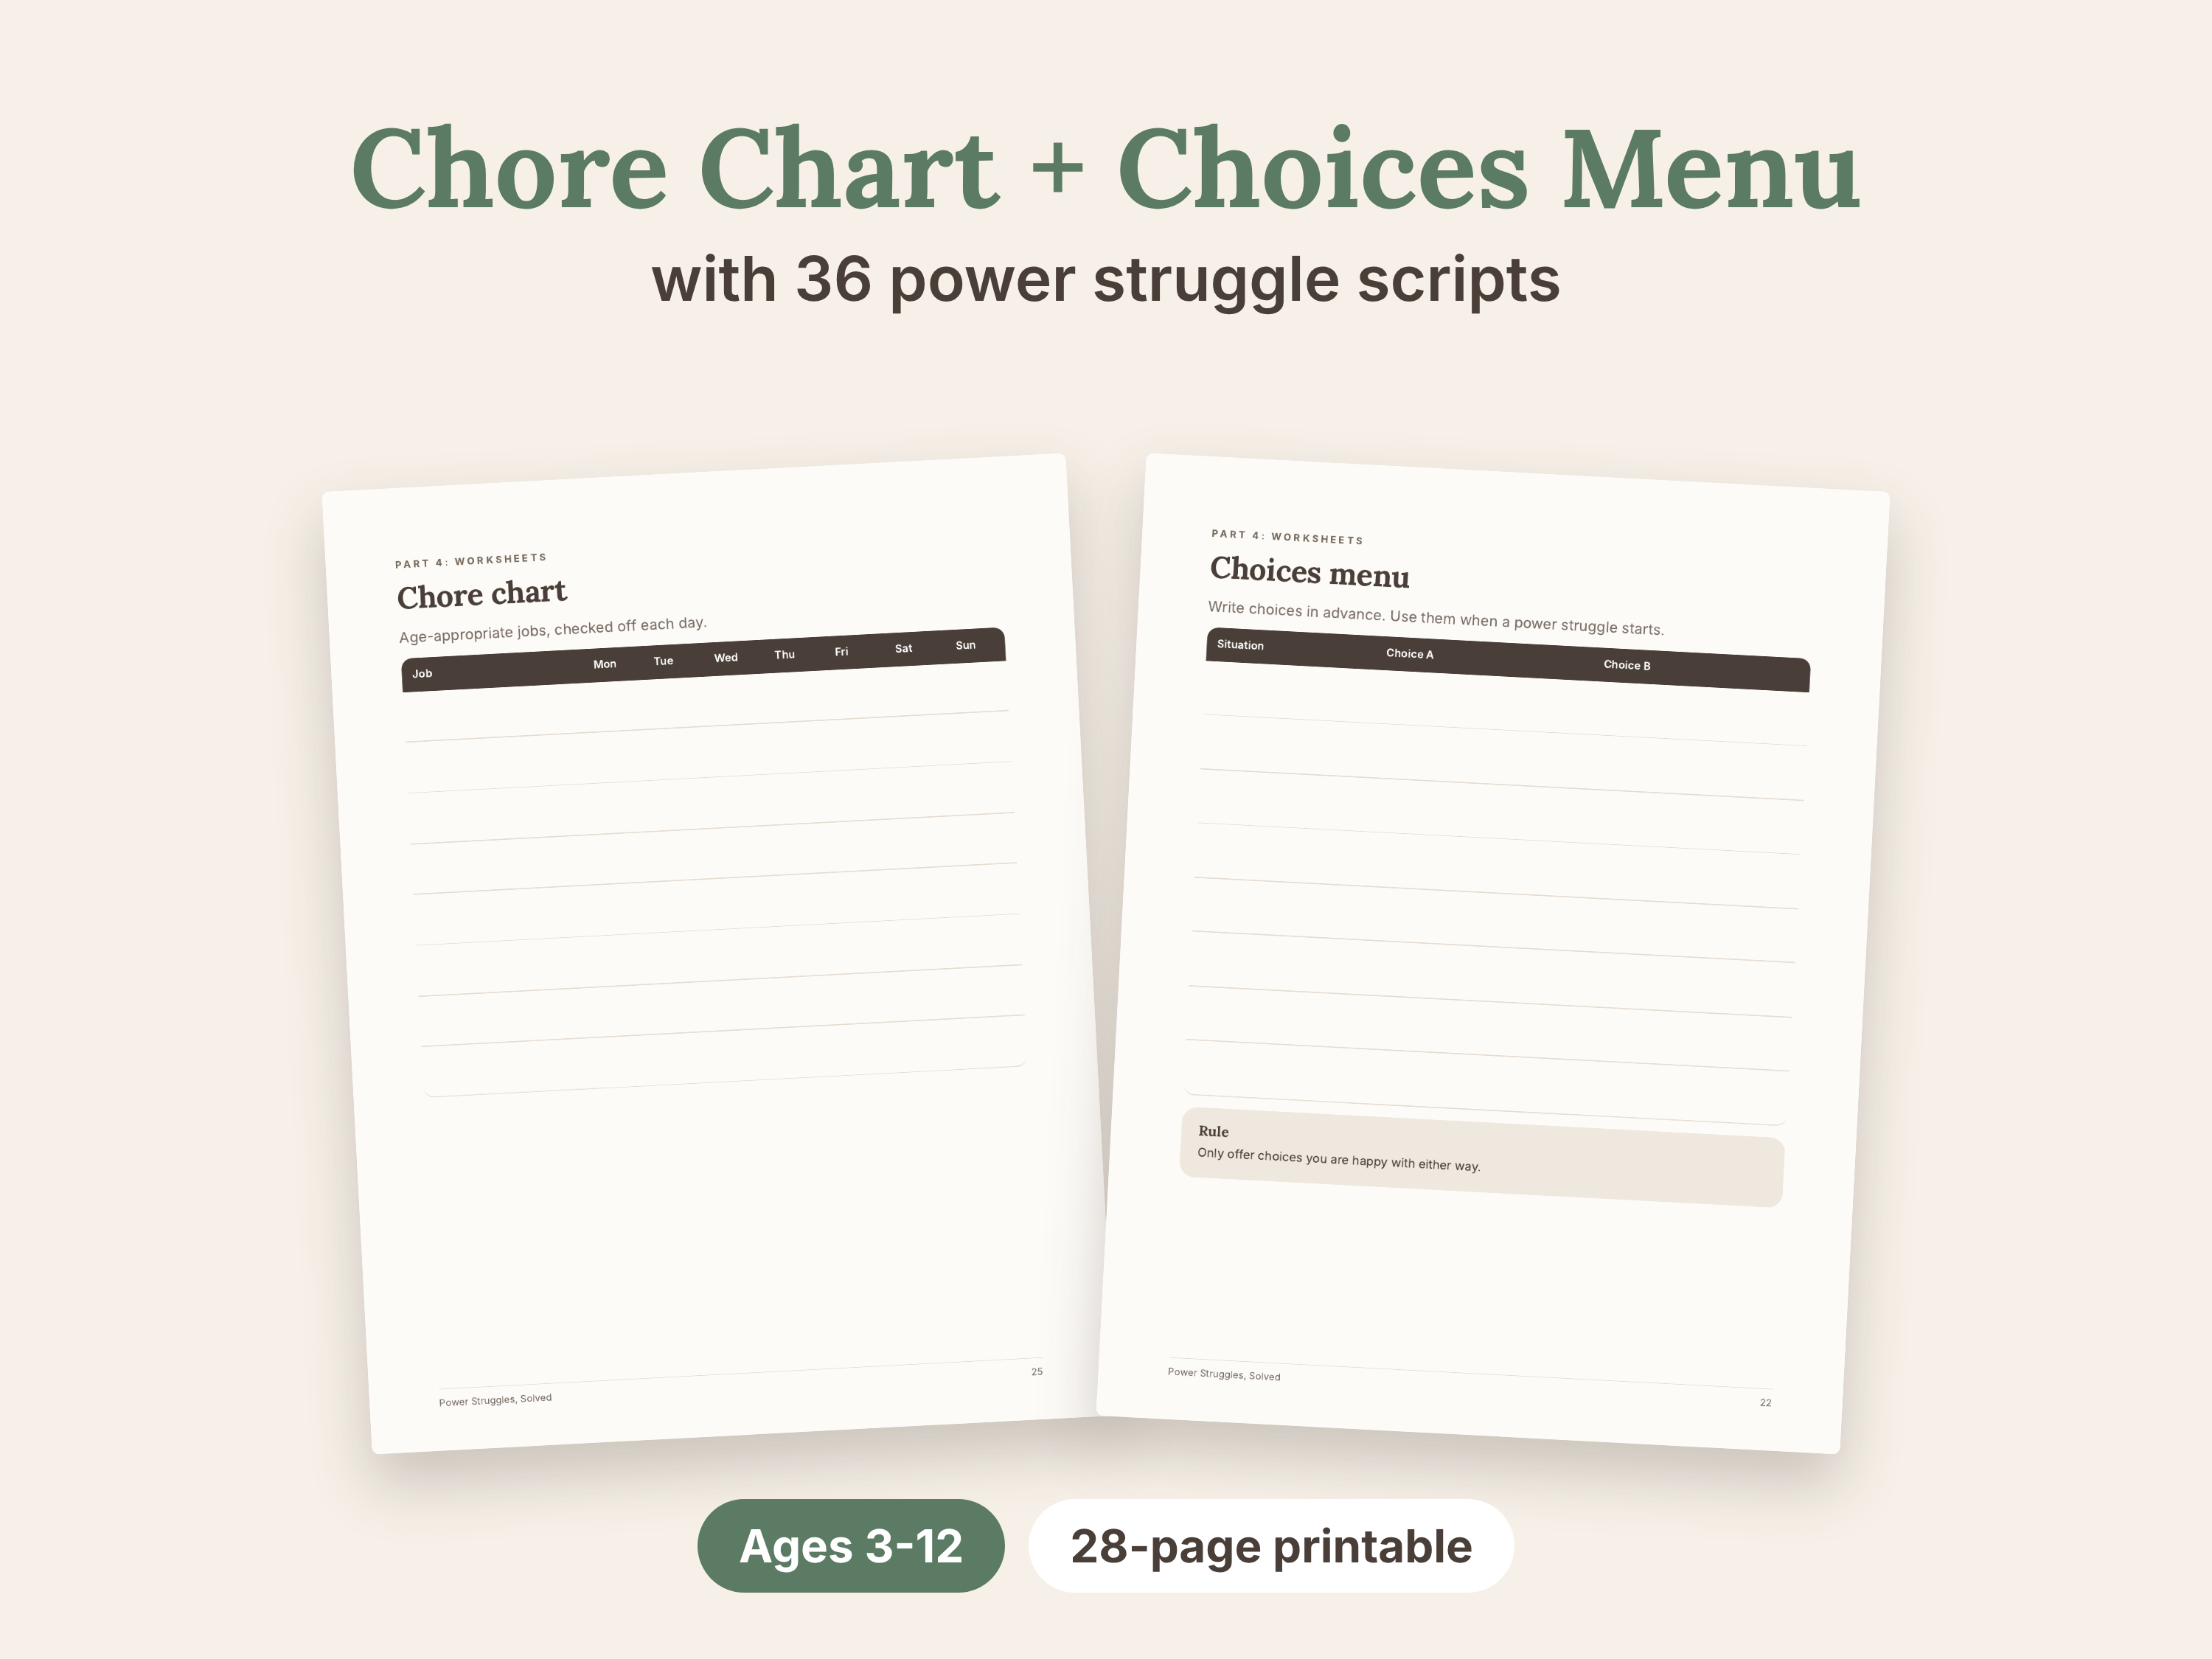 Chore Chart + Choices Menu
with 36 power struggle scripts
PART 4: WORKSHEETS
Chore chart
Age-appropriate jobs, checked off each day.
Job Mon Tue Wed Thu Fri Sat Sun
Power Struggles, Solved 25
PART 4: WORKSHEETS
Choices menu
Write choices in advance. Use them when a power struggle starts.
Situation Choice A Choice B
Rule
Only offer choices you are happy with either way.
Power Struggles, Solved 22
Ages 3-12
28-page printable